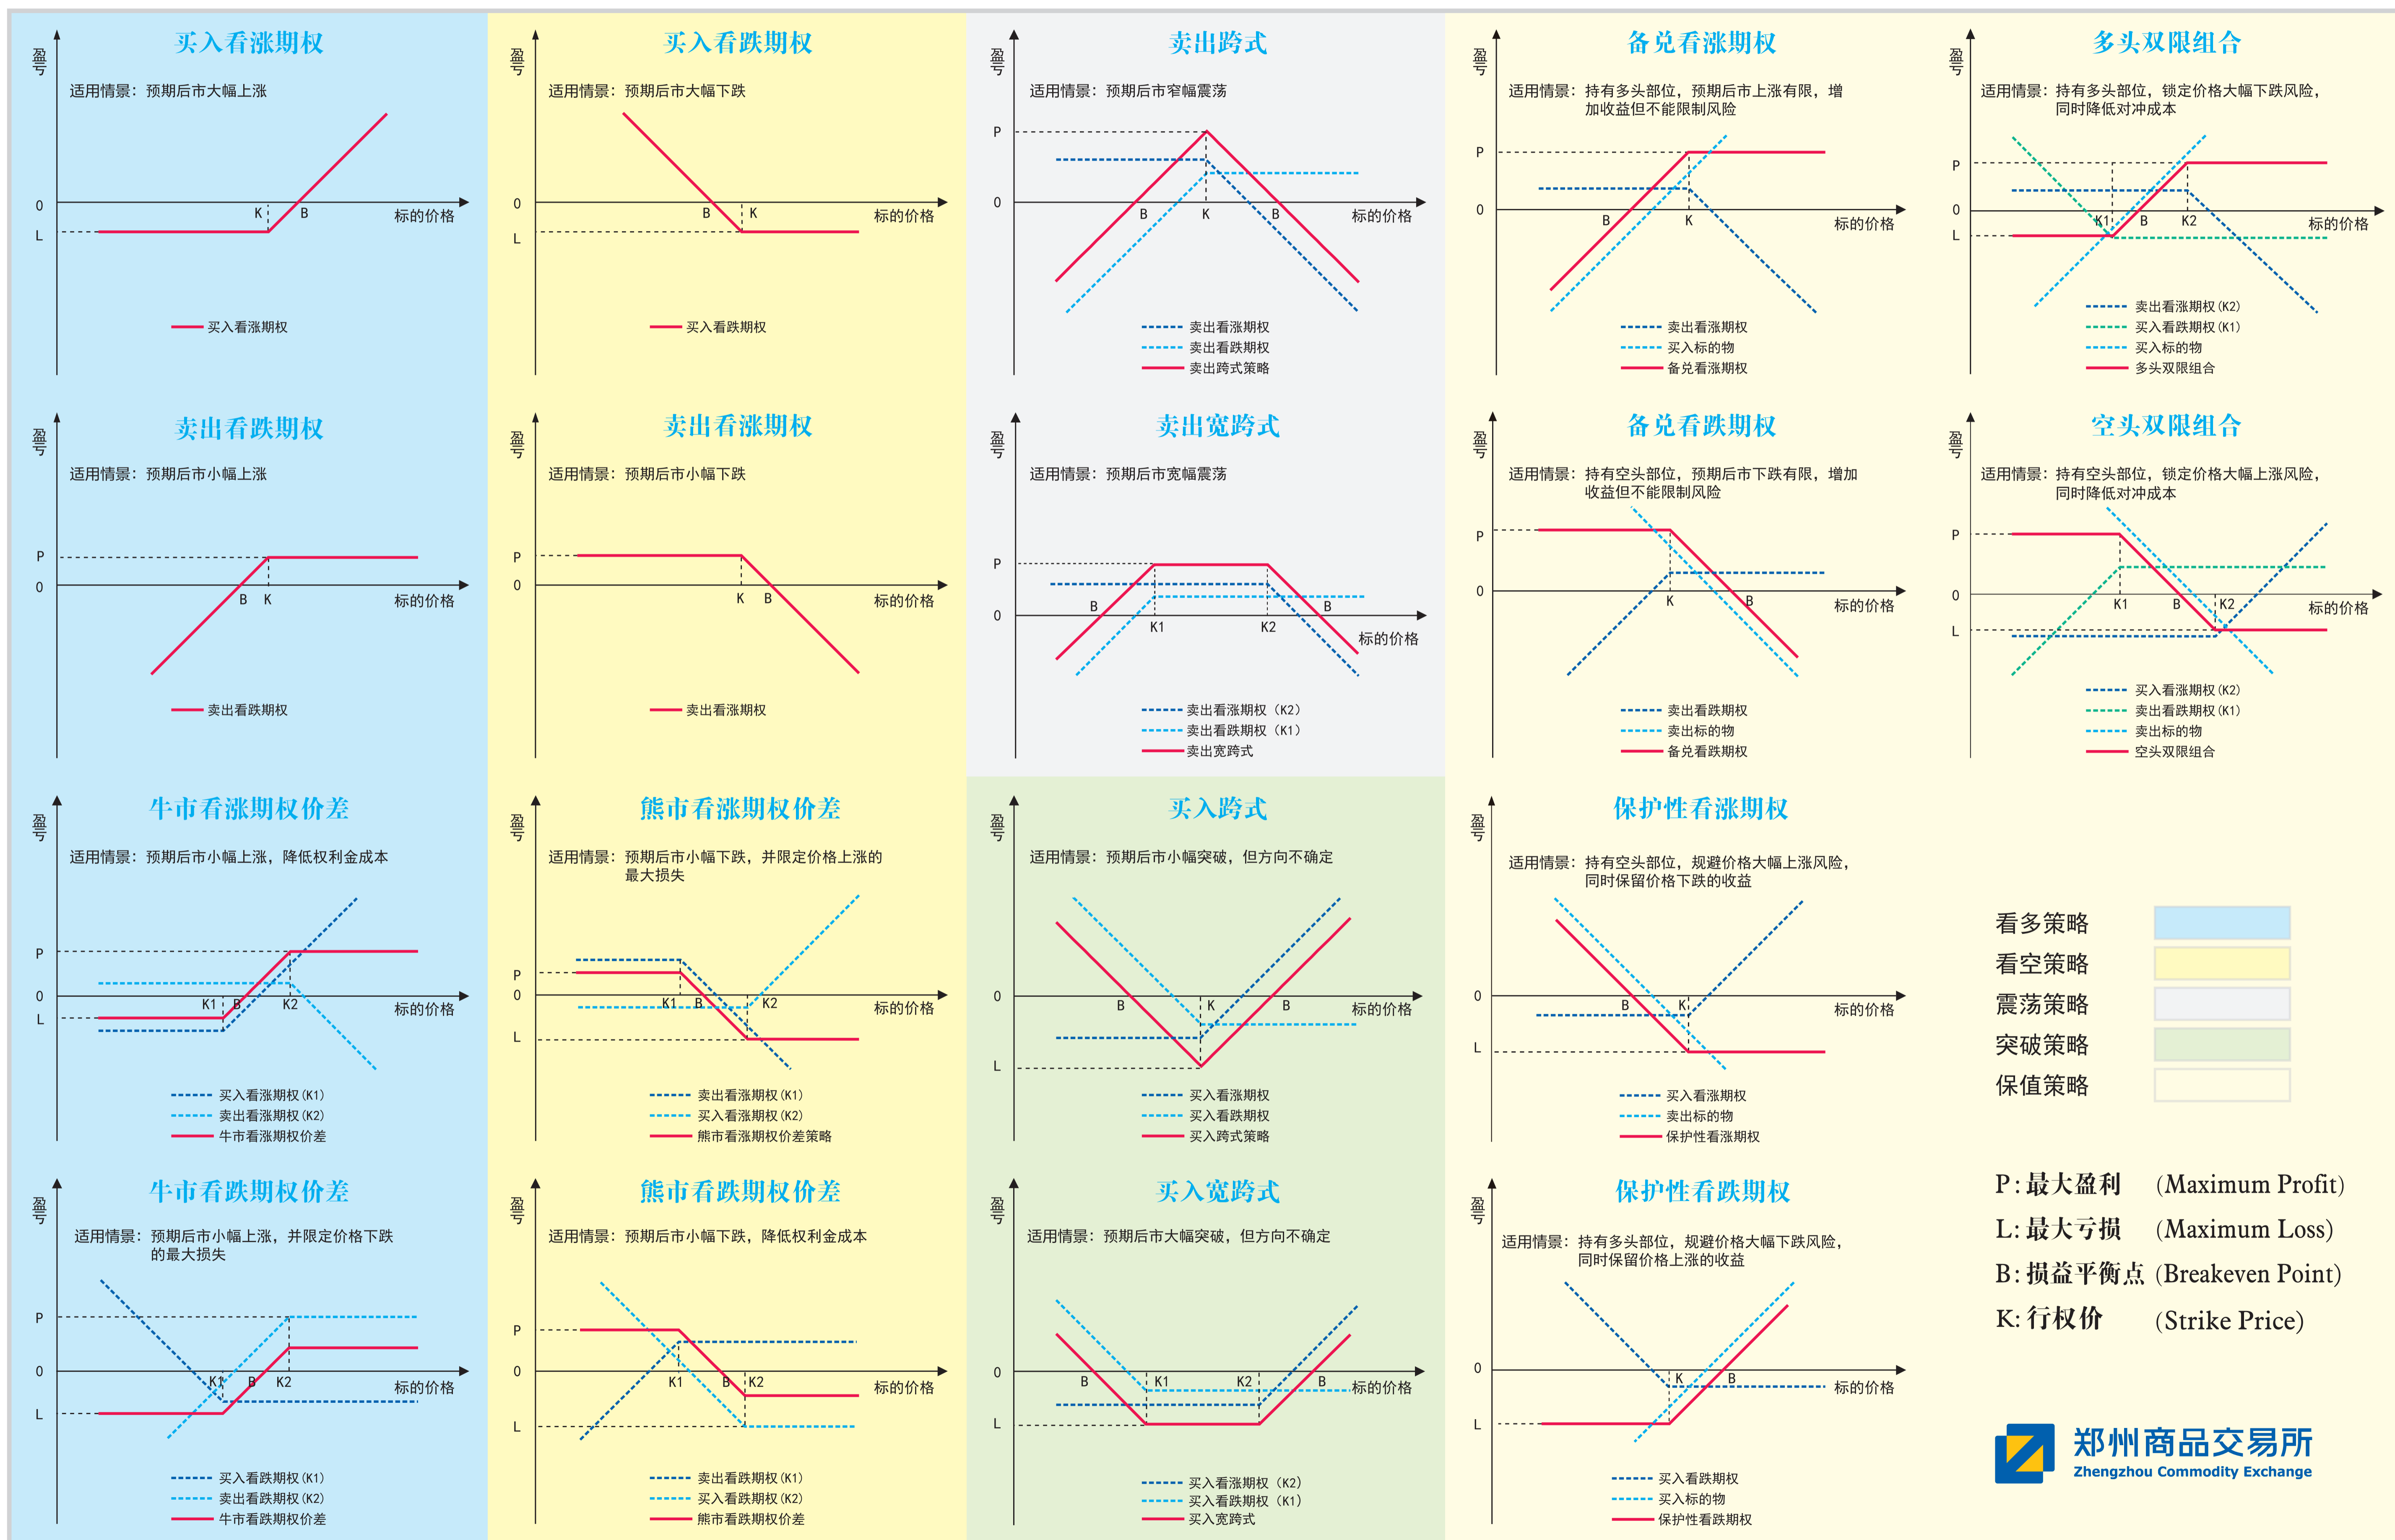 买入看涨期权
盈亏
适用情景：预期后市大幅上涨
0
K
B
标的价格
L
买入看涨期权
买入看跌期权
盈亏
适用情景：预期后市大幅下跌
0
B
K
标的价格
L
买入看跌期权
卖出跨式
盈亏
适用情景：预期后市窄幅震荡
P
0
B
K
B
标的价格
卖出看涨期权
卖出看跌期权
卖出跨式策略
备兑看涨期权
盈亏
适用情景：持有多头部位，预期后市上涨有限，增
加收益但不能限制风险
P
0
B
K
标的价格
卖出看涨期权
买入标的物
备兑看涨期权
多头双限组合
盈亏
适用情景：持有多头部位，锁定价格大幅下跌风险，
同时降低对冲成本
P
0
K1
B
K2
标的价格
L
卖出看涨期权(K2)
买入看跌期权(K1)
买入标的物
多头双限组合
卖出看跌期权
盈亏
适用情景：预期后市小幅上涨
P
0
B
K
标的价格
卖出看跌期权
卖出看涨期权
盈亏
适用情景：预期后市小幅下跌
P
0
K
B
标的价格
卖出看涨期权
卖出宽跨式
盈亏
适用情景：预期后市宽幅震荡
P
B
B
0
K1
K2
标的价格
卖出看涨期权（K2）
卖出看跌期权（K1）
卖出宽跨式
备兑看跌期权
盈亏
适用情景：持有空头部位，预期后市下跌有限，增加
收益但不能限制风险
P
0
K
B
标的价格
卖出看跌期权
卖出标的物
备兑看跌期权
空头双限组合
盈亏
适用情景：持有空头部位，锁定价格大幅上涨风险，
同时降低对冲成本
P
0
K1
B
K2
标的价格
L
买入看涨期权(K2)
卖出看跌期权(K1)
卖出标的物
空头双限组合
牛市看涨期权价差
盈亏
适用情景：预期后市小幅上涨，降低权利金成本
P
0
K1
B
K2
标的价格
L
买入看涨期权(K1)
卖出看涨期权(K2)
牛市看涨期权价差
熊市看涨期权价差
盈亏
适用情景：预期后市小幅下跌，并限定价格上涨的
最大损失
P
0
K1
B
K2
标的价格
L
卖出看涨期权(K1)
买入看涨期权(K2)
熊市看涨期权价差策略
买入跨式
盈亏
适用情景：预期后市小幅突破，但方向不确定
0
B
K
B
标的价格
L
买入看涨期权
买入看跌期权
买入跨式策略
保护性看涨期权
盈亏
适用情景：持有空头部位，规避价格大幅上涨风险，
同时保留价格下跌的收益
0
B
K
标的价格
L
买入看涨期权
卖出标的物
保护性看涨期权
看多策略
看空策略
震荡策略
突破策略
保值策略
牛市看跌期权价差
盈亏
适用情景：预期后市小幅上涨，并限定价格下跌
的最大损失
P
0
K1
B
K2
标的价格
L
买入看跌期权(K1)
卖出看跌期权(K2)
牛市看跌期权价差
熊市看跌期权价差
盈亏
适用情景：预期后市小幅下跌，降低权利金成本
P
0
K1
B
K2
标的价格
L
卖出看跌期权(K1)
买入看跌期权(K2)
熊市看跌期权价差
买入宽跨式
盈亏
适用情景：预期后市大幅突破，但方向不确定
0
B
K1
K2
B
标的价格
L
买入看涨期权（K2）
买入看跌期权（K1）
买入宽跨式
保护性看跌期权
盈亏
适用情景：持有多头部位，规避价格大幅下跌风险，
同时保留价格上涨的收益
0
K
B
标的价格
L
买入看跌期权
买入标的物
保护性看跌期权
P：最大盈利 (Maximum Profit)
L：最大亏损 (Maximum Loss)
B：损益平衡点 (Breakeven Point)
K：行权价 (Strike Price)
郑州商品交易所
Zhengzhou Commodity Exchange